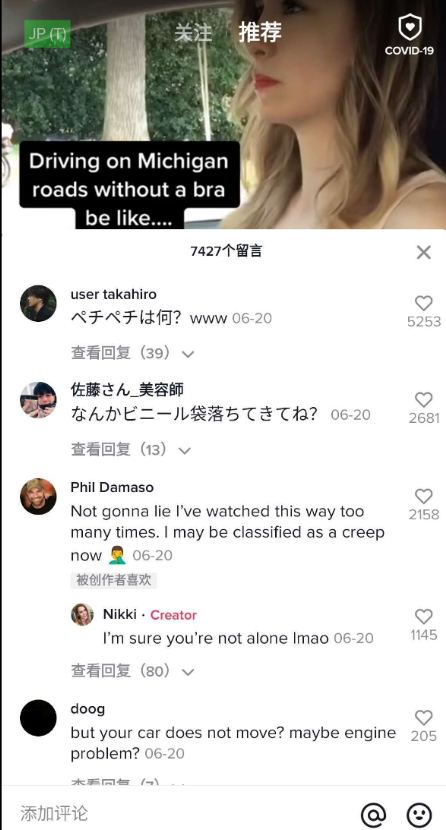 JP (T)
关注 推荐
COVID-19
Driving on Michigan
roads without a bra
be like....
7427个留言
user takahiro
ペチペチは何？www 06-20
5253
查看回复（39）
佐藤さん_美容師
なんかビニール袋落ちてきてね？ 06-20
2681
查看回复（13）
Phil Damaso
Not gonna lie I've watched this way too
many times. I may be classified as a creep
now 🤦‍♂️ 06-20
2158
被创作者喜欢
Nikki · Creator
I'm sure you're not alone lmao 06-20
1145
查看回复（80）
doog
but your car does not move? maybe engine
problem? 06-20
205
查看回复（7）
添加评论